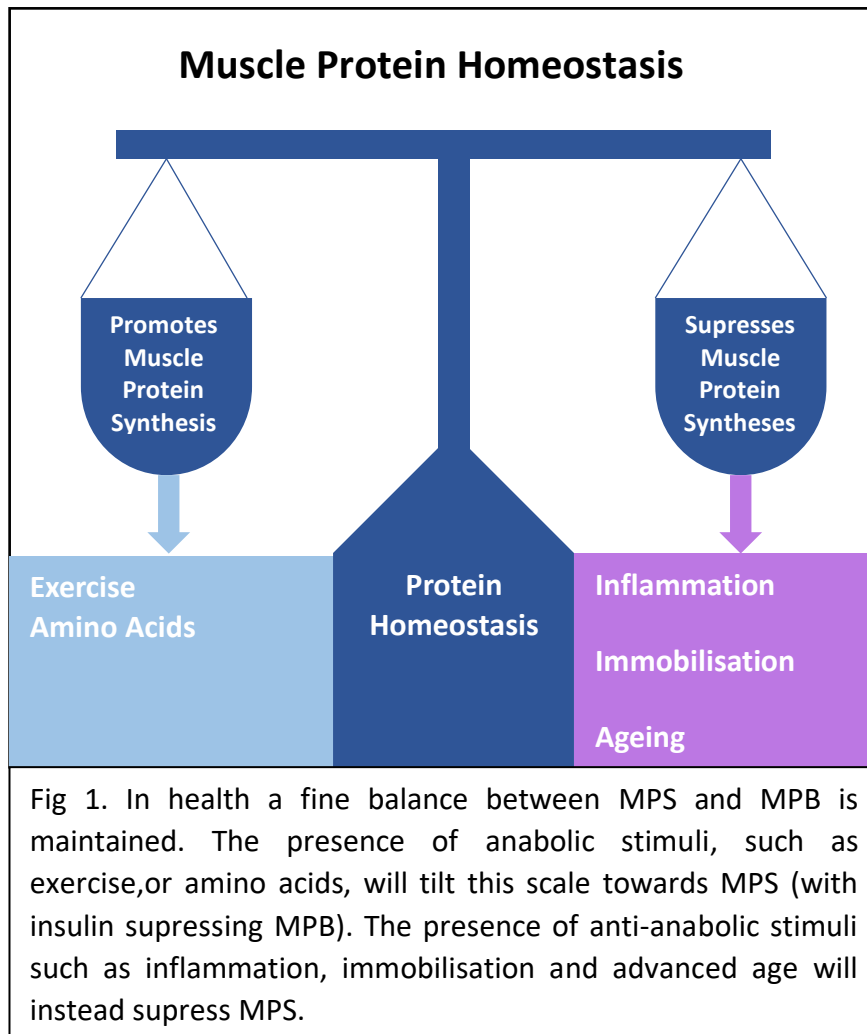 Muscle Protein Homeostasis
Promotes
Muscle
Protein
Synthesis
Supresses
Muscle
Protein
Syntheses
Exercise
Amino Acids
Protein
Homeostasis
Inflammation
Immobilisation
Ageing
Fig 1. In health a fine balance between MPS and MPB is
maintained. The presence of anabolic stimuli, such as
exercise,or amino acids, will tilt this scale towards MPS (with
insulin supressing MPB). The presence of anti-anabolic stimuli
such as inflammation, immobilisation and advanced age will
instead supress MPS.